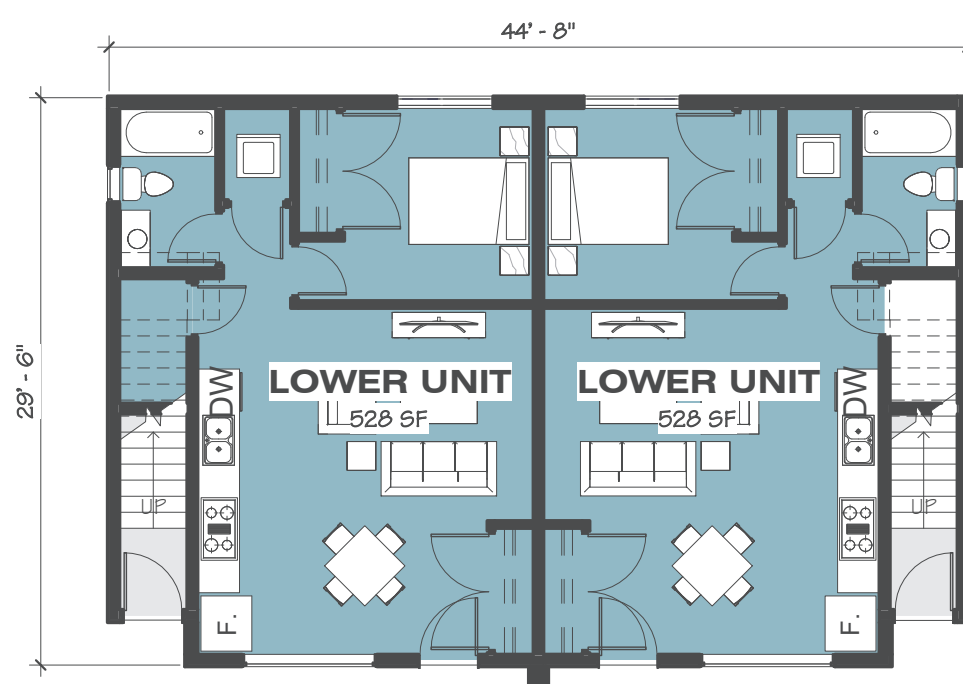 44' - 8"
29' - 6"
DW
LOWER UNIT
528 SF
LOWER UNIT
528 SF
DW
UP
UP
F.
F.